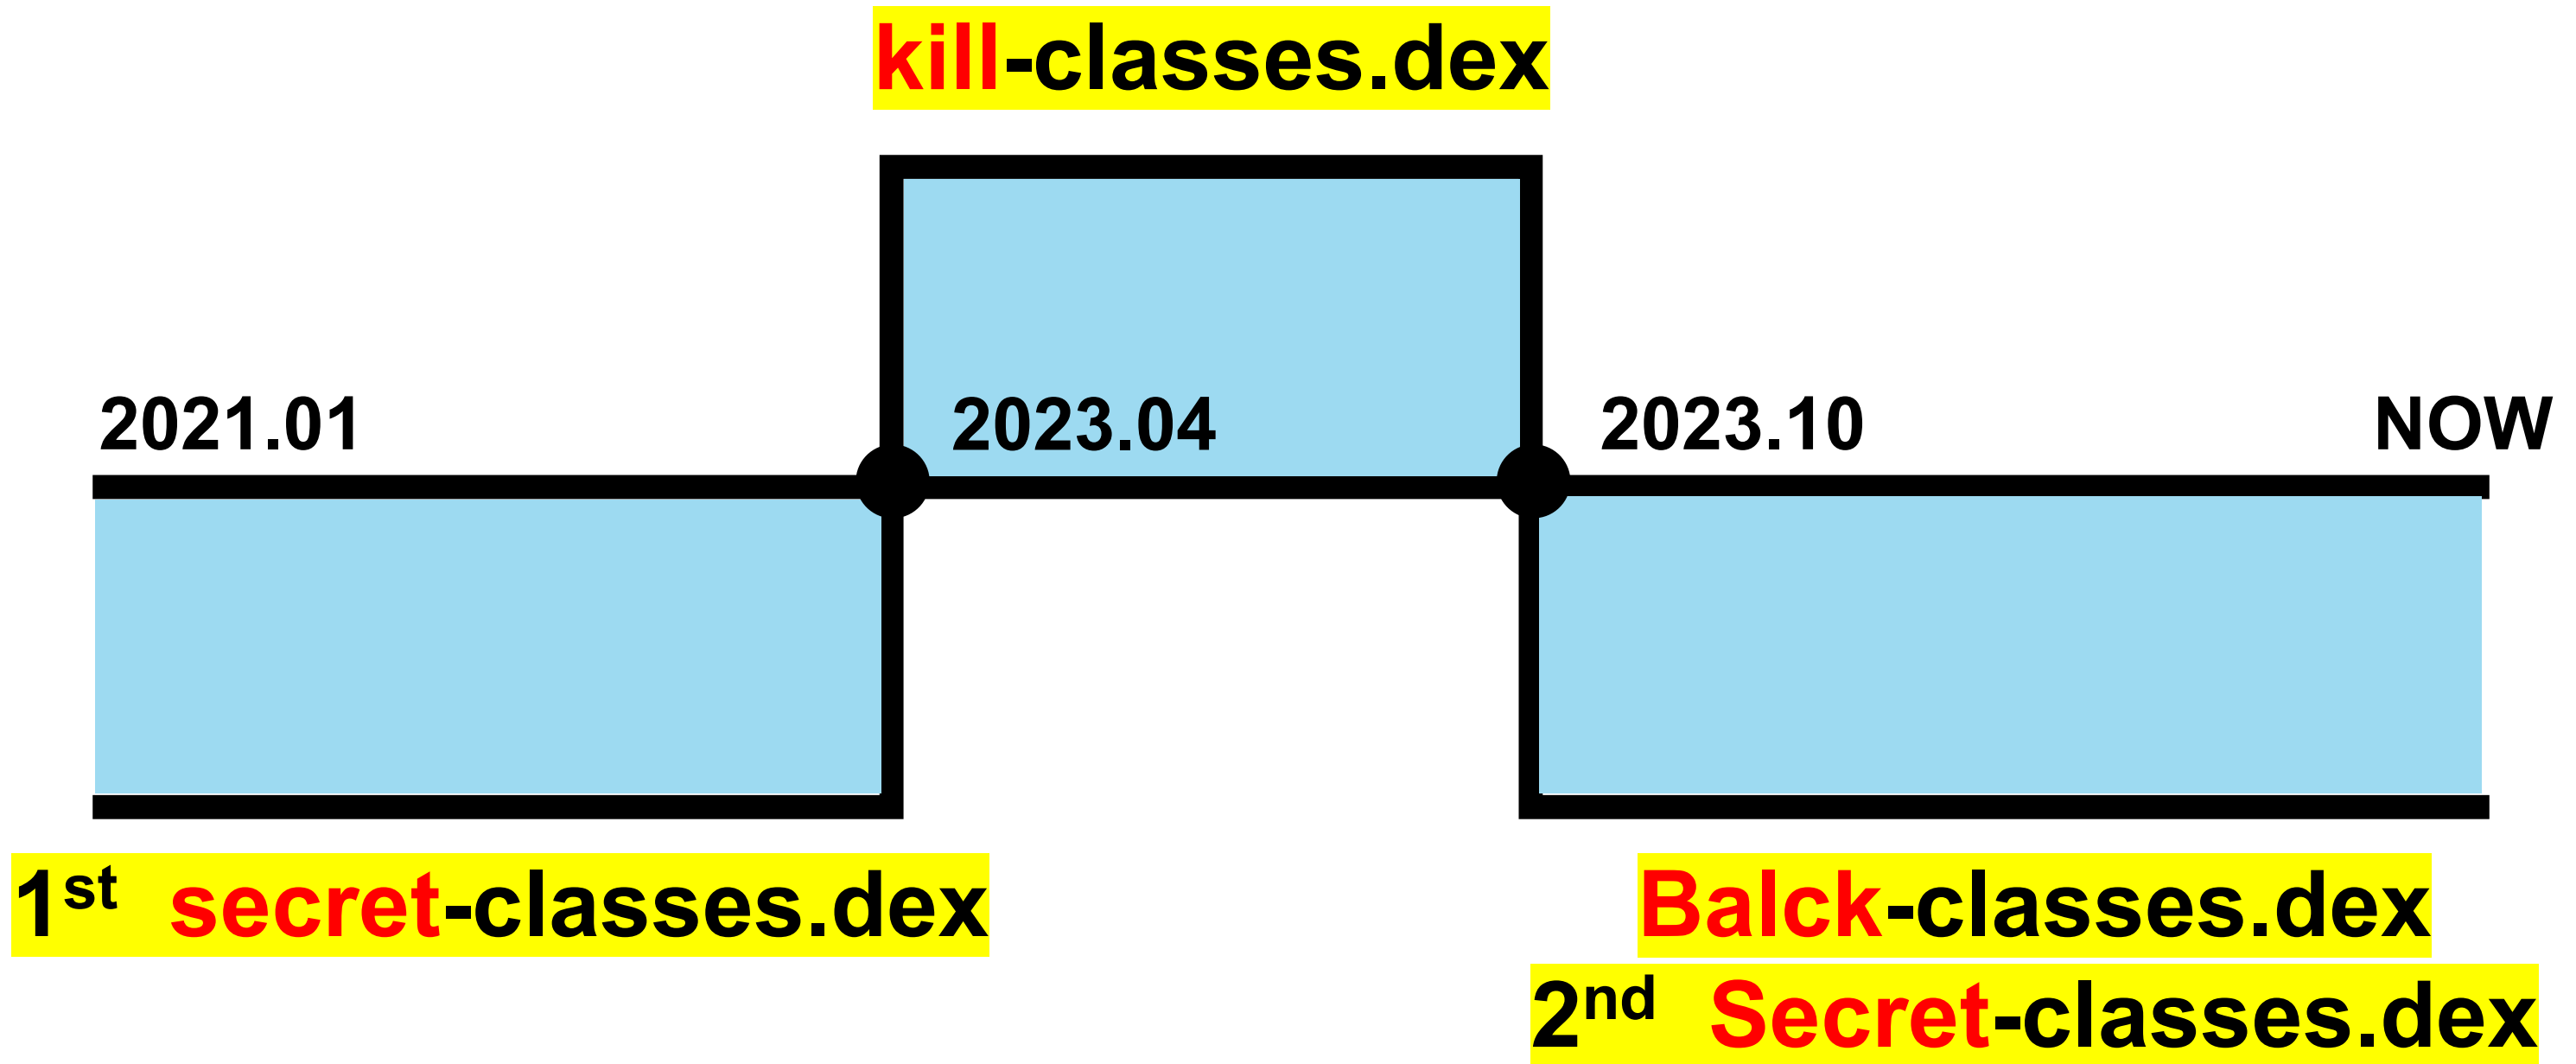 kill-classes.dex
2021.01
2023.04
2023.10
NOW
1st secret-classes.dex
Balck-classes.dex
2nd Secret-classes.dex